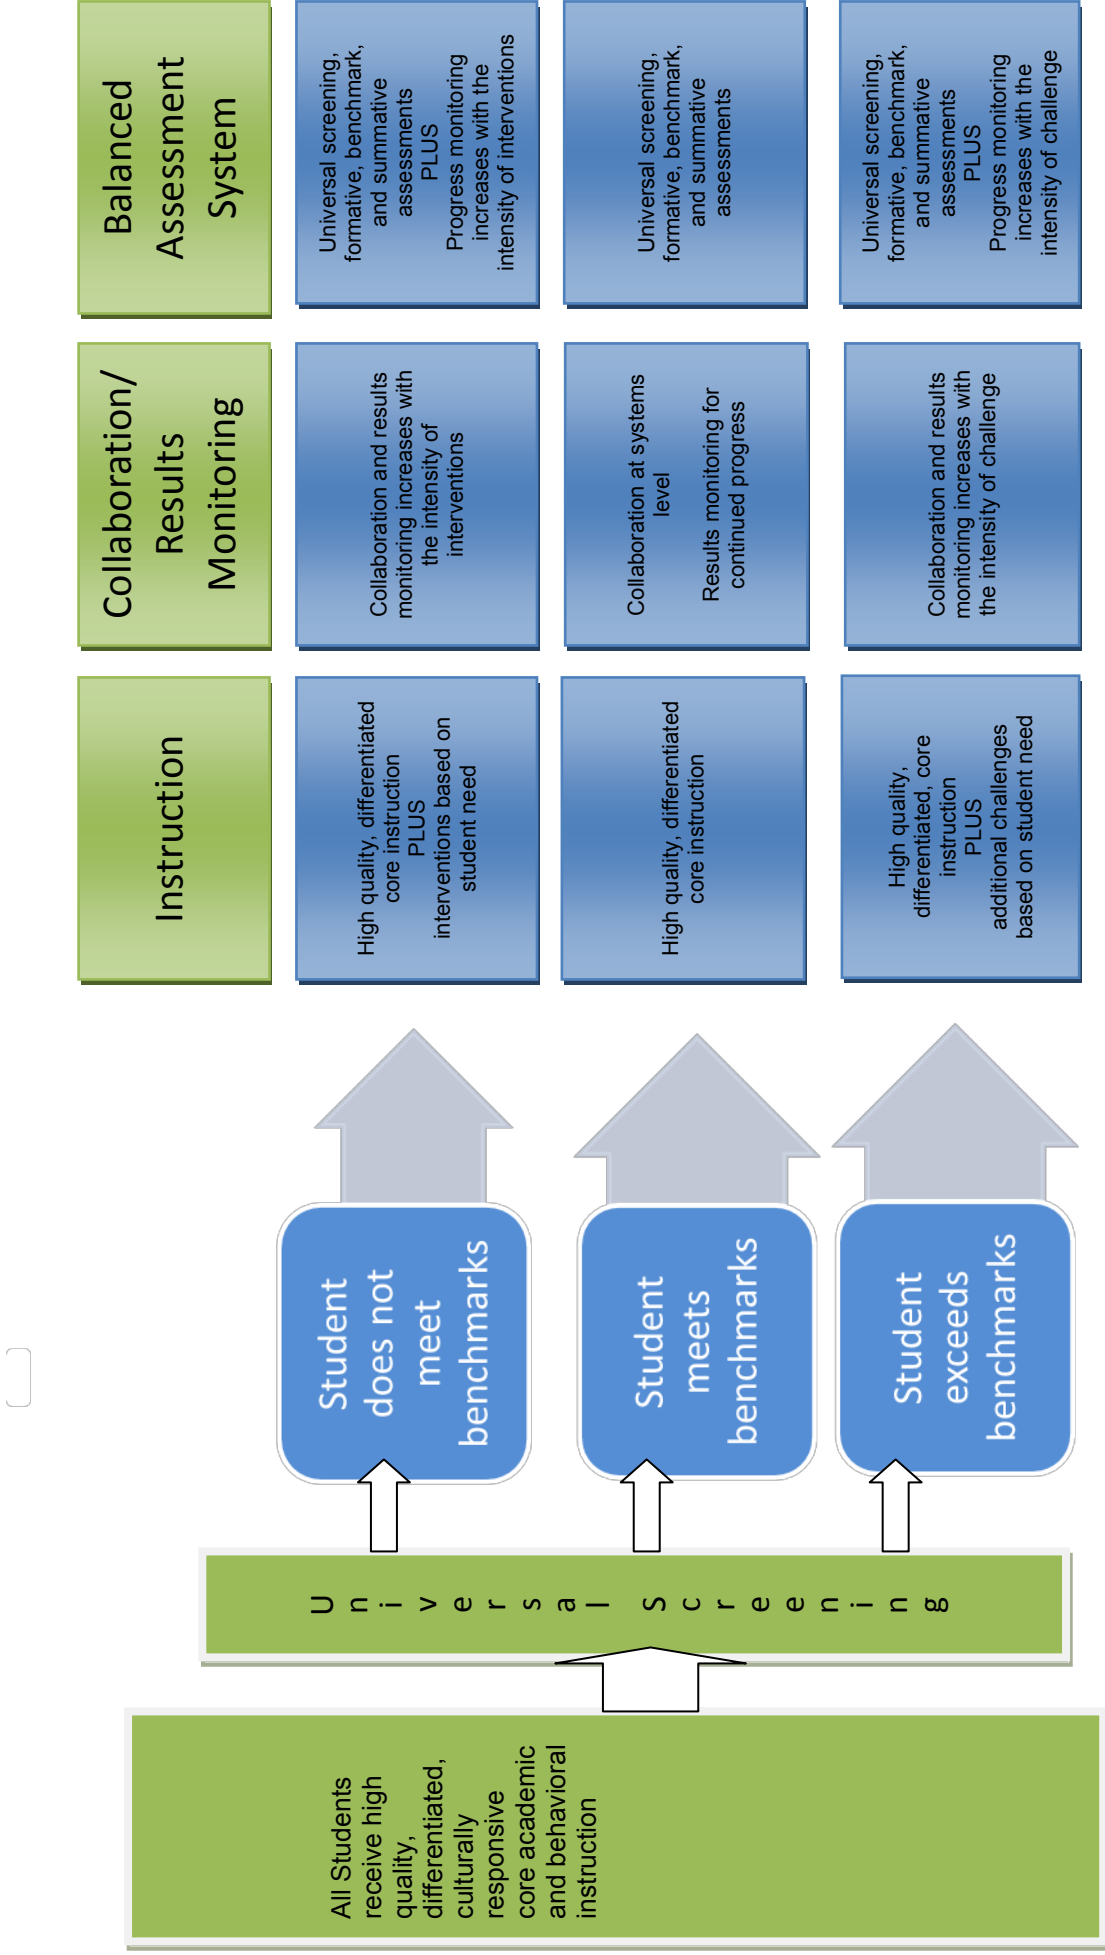 All Students
receive high
quality,
differentiated,
culturally
responsive
core academic
and behavioral
instruction
Universal Screening
Student
does not
meet
benchmarks
Student
meets
benchmarks
Student
exceeds
benchmarks
Instruction
Collaboration/
Results
Monitoring
Balanced
Assessment
System
High quality, differentiated
core instruction
PLUS
interventions based on
student need
Collaboration and results
monitoring increases with
the intensity of
interventions
Universal screening,
formative, benchmark,
and summative
assessments
PLUS
Progress monitoring
increases with the
intensity of interventions
High quality, differentiated
core instruction
Collaboration at systems
level
Results monitoring for
continued progress
Universal screening,
formative, benchmark,
and summative
assessments
High quality,
differentiated, core
instruction
PLUS
additional challenges
based on student need
Collaboration and results
monitoring increases with
the intensity of challenge
Universal screening,
formative, benchmark,
and summative
assessments
PLUS
Progress monitoring
increases with the
intensity of challenge